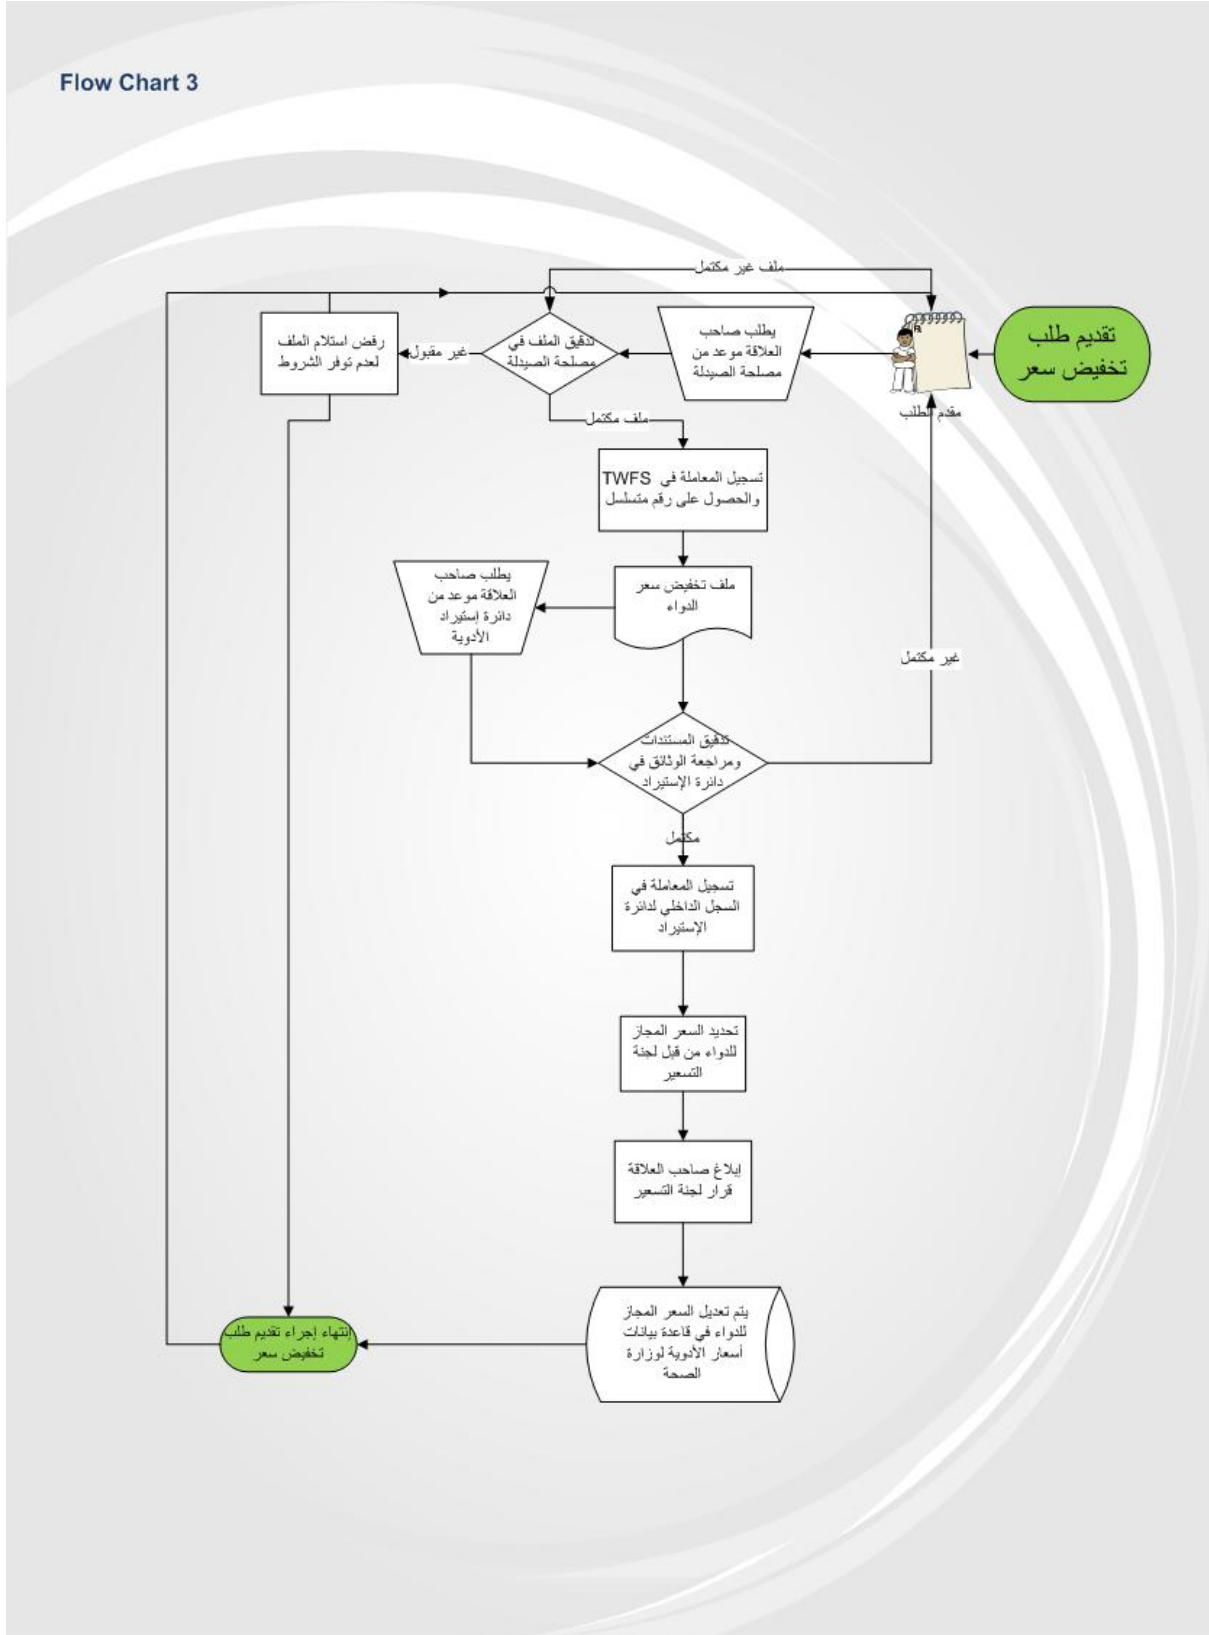 Flow Chart 3
ملف غير مكتمل
تقديم طلب
تخفيض سعر
مقدم الطلب
يطلب صاحب
العلاقة موعد من
مصلحة الصيدلة
تدقيق الملف في
مصلحة الصيدلة
غير مقبول
رفض استلام الملف
لعدم توفر الشروط
ملف مكتمل
تسجيل المعاملة في TWFS
والحصول على رقم متسلسل
ملف تخفيض سعر
الدواء
يطلب صاحب
العلاقة موعد من
دائرة إستيراد
الأدوية
غير مكتمل
تدقيق المستندات
ومراجعة الوثائق في
دائرة الإستيراد
مكتمل
تسجيل المعاملة في
السجل الداخلي لدائرة
الإستيراد
تحديد السعر المجاز
للدواء من قبل لجنة
التسعير
إبلاغ صاحب العلاقة
قرار لجنة التسعير
يتم تعديل السعر المجاز
للدواء في قاعدة بيانات
أسعار الأدوية لوزارة
الصحة
إنتهاء إجراء تقديم طلب
تخفيض سعر